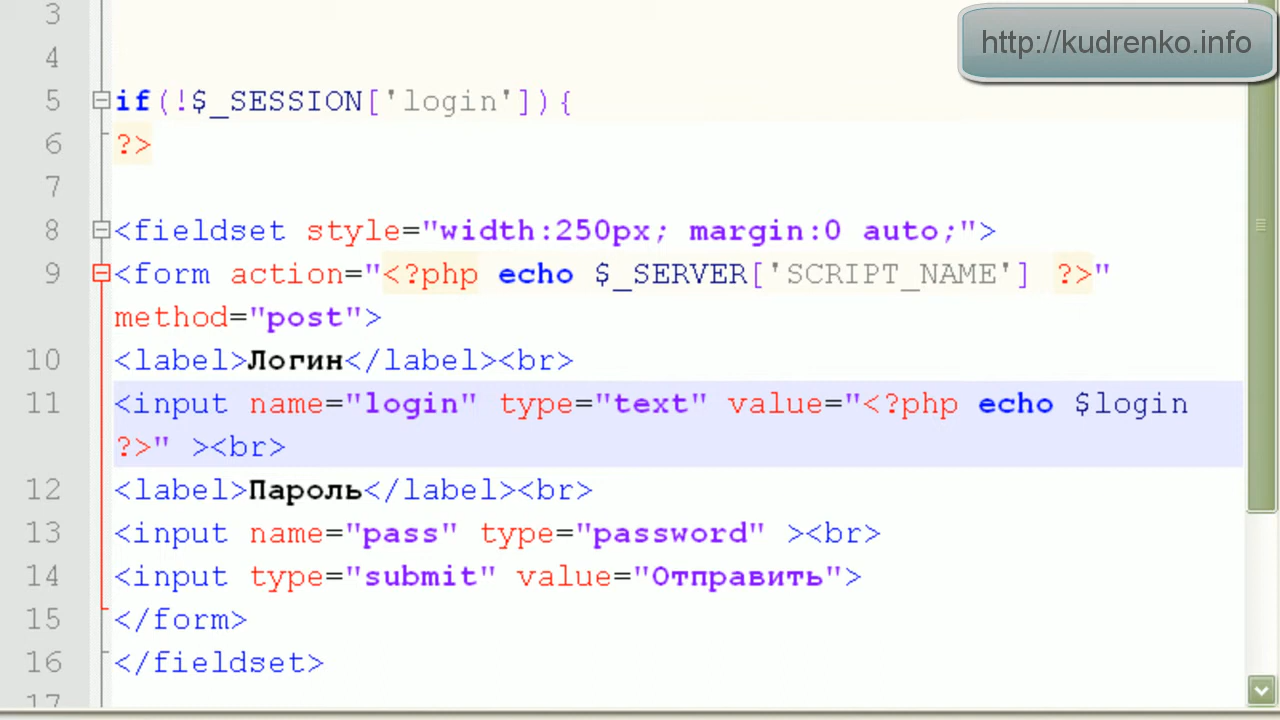 http://kudrenko.info
3
4
5 if(!$_SESSION['login']){
6 ?>
7
8 <fieldset style="width:250px; margin:0 auto;">
9 <form action="<?php echo $_SERVER['SCRIPT_NAME'] ?>"
method="post">
10 <label>Логин</label><br>
11 <input name="login" type="text" value="<?php echo $login
?>" ><br>
12 <label>Пароль</label><br>
13 <input name="pass" type="password" ><br>
14 <input type="submit" value="Отправить">
15 </form>
16 </fieldset>
17